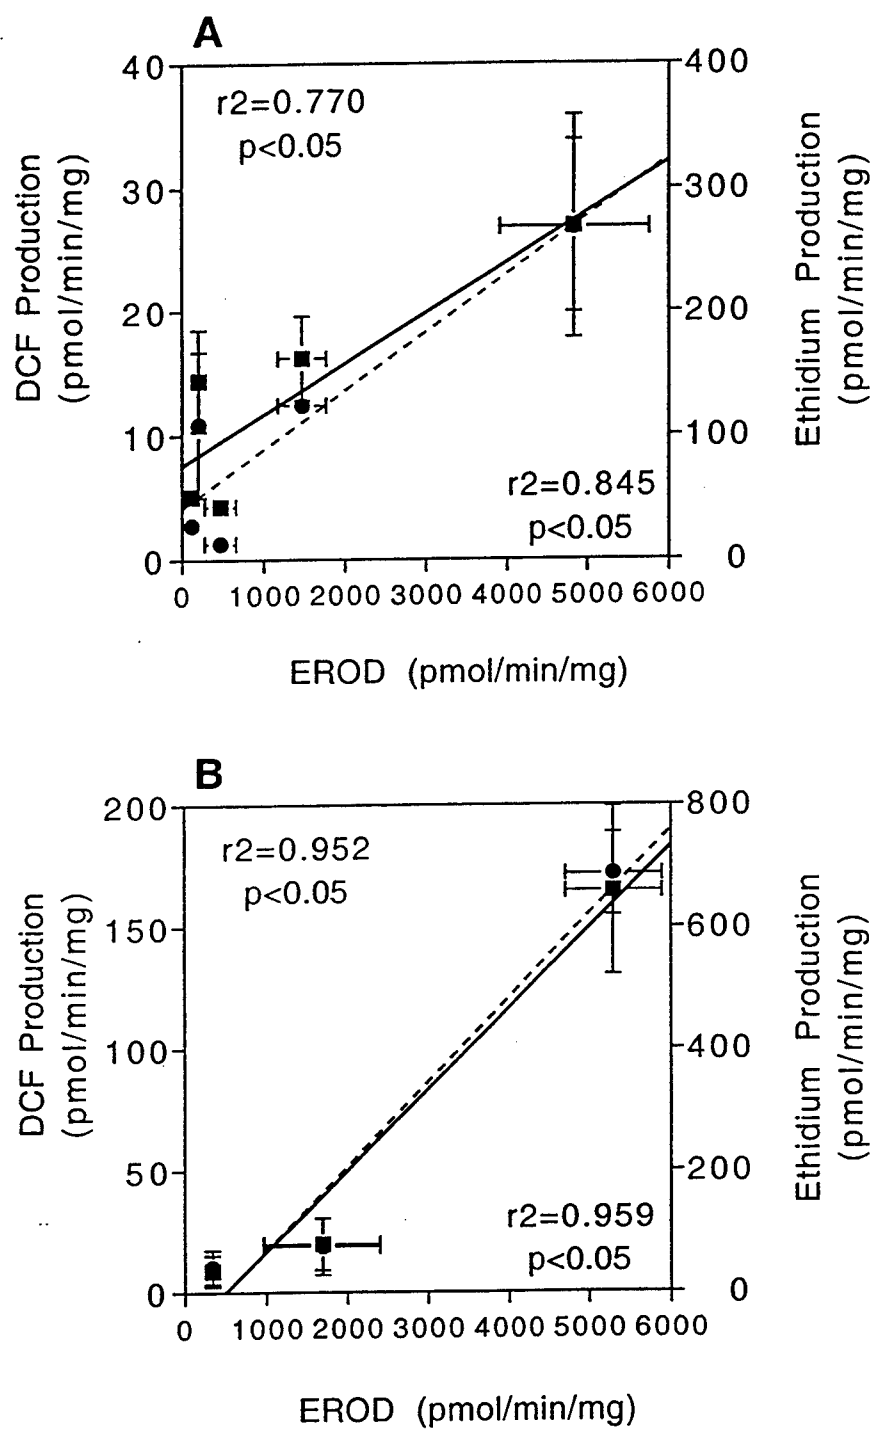 A
40
400
r2=0.770
p<0.05
30
300
20
200
10
100
r2=0.845
p<0.05
0
0
DCF Production
(pmol/min/mg)
Ethidium Production
(pmol/min/mg)
0 1000 2000 3000 4000 5000 6000
EROD (pmol/min/mg)
B
200
800
r2=0.952
p<0.05
150
600
100
400
50
200
r2=0.959
p<0.05
0
0
DCF Production
(pmol/min/mg)
Ethidium Production
(pmol/min/mg)
0 1000 2000 3000 4000 5000 6000
EROD (pmol/min/mg)